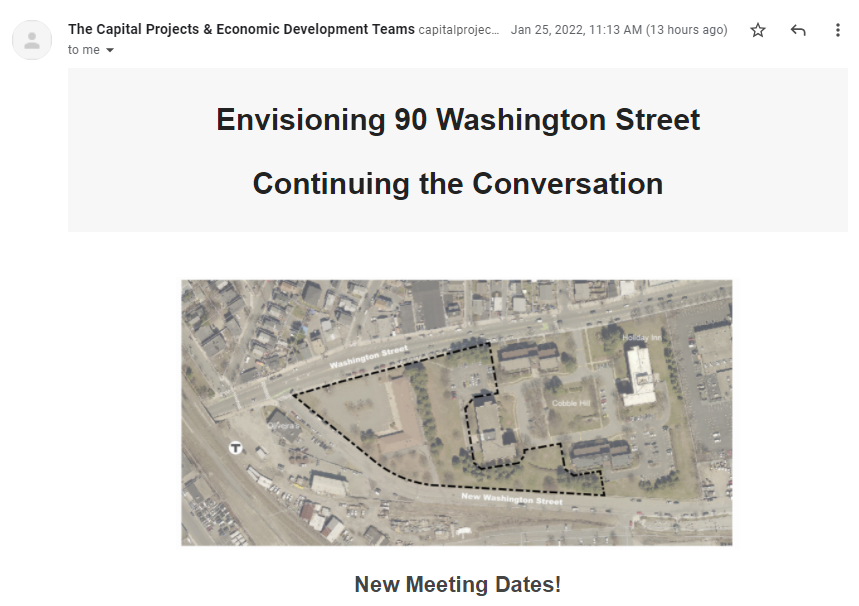 The Capital Projects & Economic Development Teams capitalprojec... Jan 25, 2022, 11:13 AM (13 hours ago)
to me
Envisioning 90 Washington Street
Continuing the Conversation
Holiday Inn
Washington Street
Cobble Hill
T
New Washington Street
New Meeting Dates!